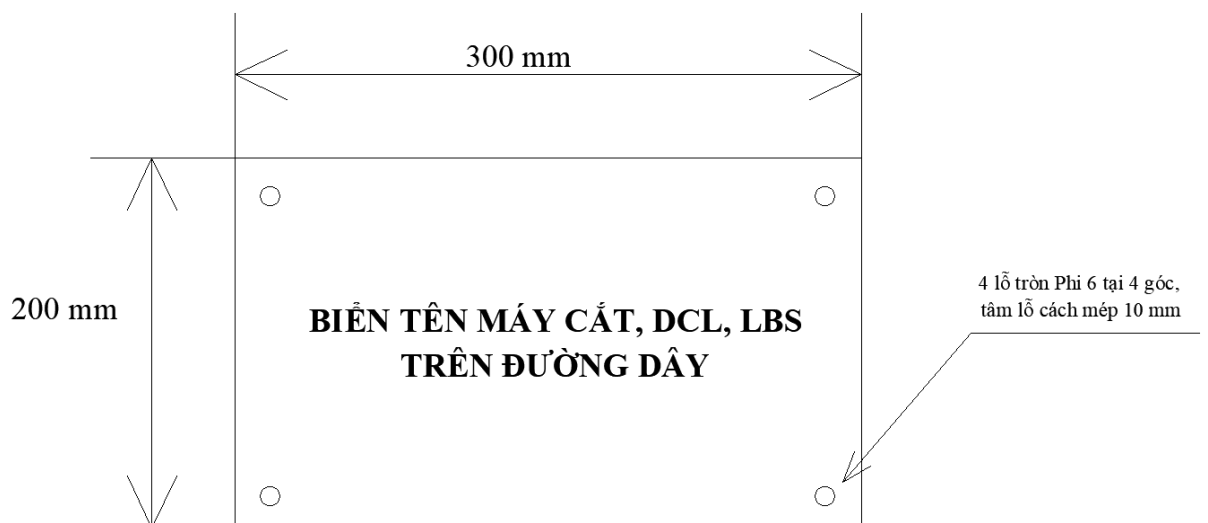 300 mm
200 mm
BIỂN TÊN MÁY CẮT, DCL, LBS
TRÊN ĐƯỜNG DÂY
4 lỗ tròn Phi 6 tại 4 góc,
tâm lỗ cách mép 10 mm